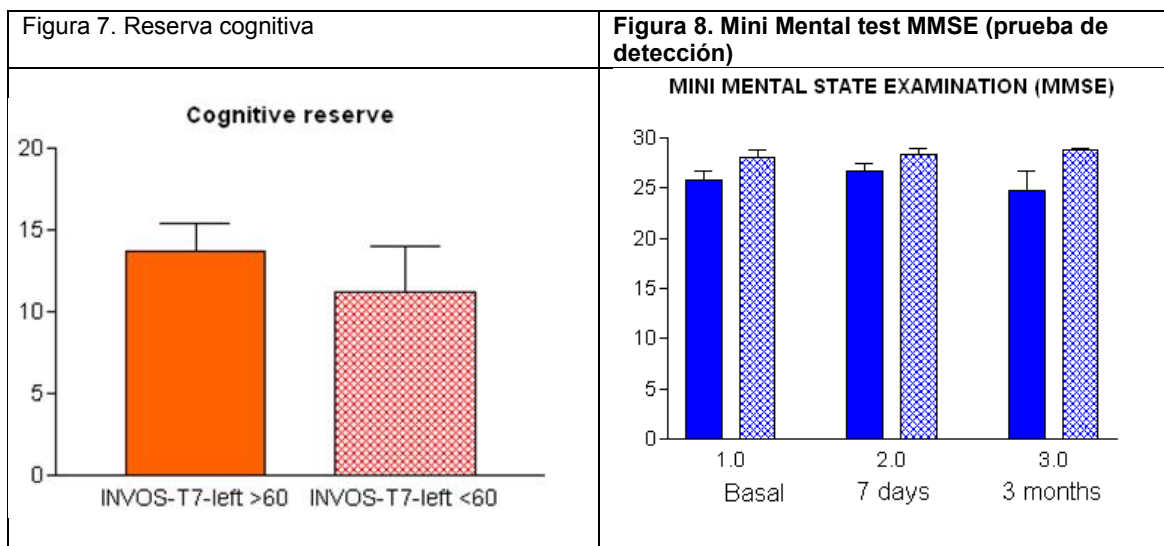 Figura 7. Reserva cognitiva
Figura 8. Mini Mental test MMSE (prueba de
detección)
Cognitive reserve
20
15
10
5
0
INVOS-T7-left >60 INVOS-T7-left <60
MINI MENTAL STATE EXAMINATION (MMSE)
30
25
20
15
10
5
0
1.0 2.0 3.0
Basal 7 days 3 months